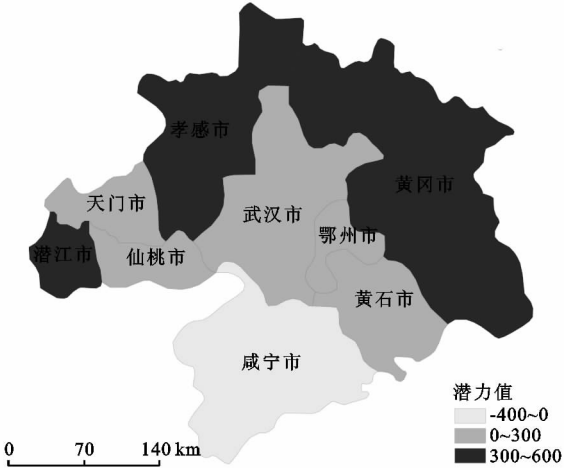 孝感市
黄冈市
天门市
武汉市
鄂州市
潜江市
仙桃市
黄石市
咸宁市
潜力值
-400~0
0~300
300~600
0 70 140 km